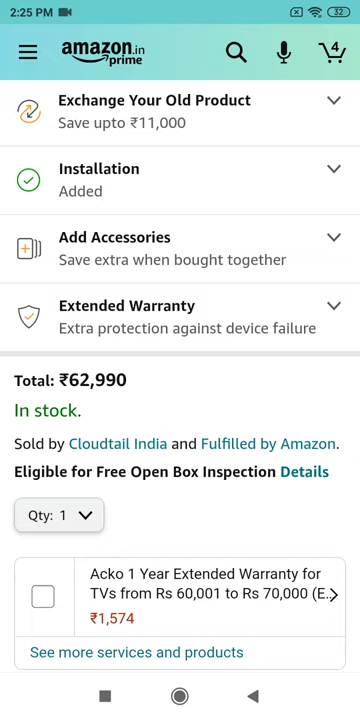 2:25 PM 32
amazon.in
prime
4
Exchange Your Old Product
Save upto ₹11,000
Installation
Added
Add Accessories
Save extra when bought together
Extended Warranty
Extra protection against device failure
Total: ₹62,990
In stock.
Sold by Cloudtail India and Fulfilled by Amazon.
Eligible for Free Open Box Inspection Details
Qty: 1
Acko 1 Year Extended Warranty for
TVs from Rs 60,001 to Rs 70,000 (E..
₹1,574
See more services and products